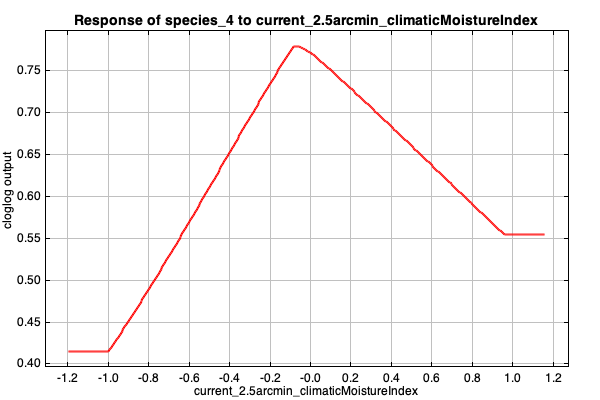 Response of species_4 to current_2.5arcmin_climaticMoistureIndex
cloglog output
0.75
0.70
0.65
0.60
0.55
0.50
0.45
0.40
-1.2 -1.0 -0.8 -0.6 -0.4 -0.2 -0.0 0.2 0.4 0.6 0.8 1.0 1.2
current_2.5arcmin_climaticMoistureIndex